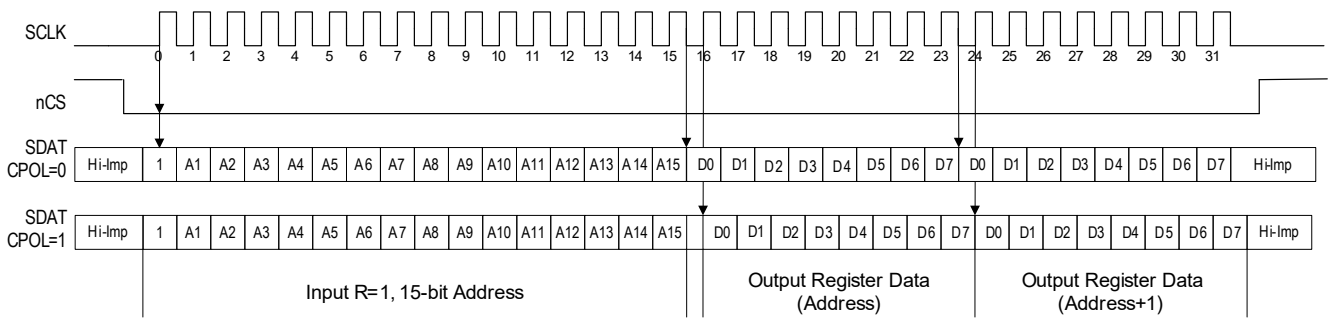 SCLK
0 1 2 3 4 5 6 7 8 9 10 11 12 13 14 15 16 17 18 19 20 21 22 23 24 25 26 27 28 29 30 31
nCS
SDAT
CPOL=0
Hi-Imp 1 A1 A2 A3 A4 A5 A6 A7 A8 A9 A10 A11 A12 A13 A14 A15 D0 D1 D2 D3 D4 D5 D6 D7 D0 D1 D2 D3 D4 D5 D6 D7 Hi-Imp
SDAT
CPOL=1
Hi-Imp 1 A1 A2 A3 A4 A5 A6 A7 A8 A9 A10 A11 A12 A13 A14 A15 D0 D1 D2 D3 D4 D5 D6 D7 D0 D1 D2 D3 D4 D5 D6 D7 Hi-Imp
Input R=1, 15-bit Address
Output Register Data
(Address)
Output Register Data
(Address+1)